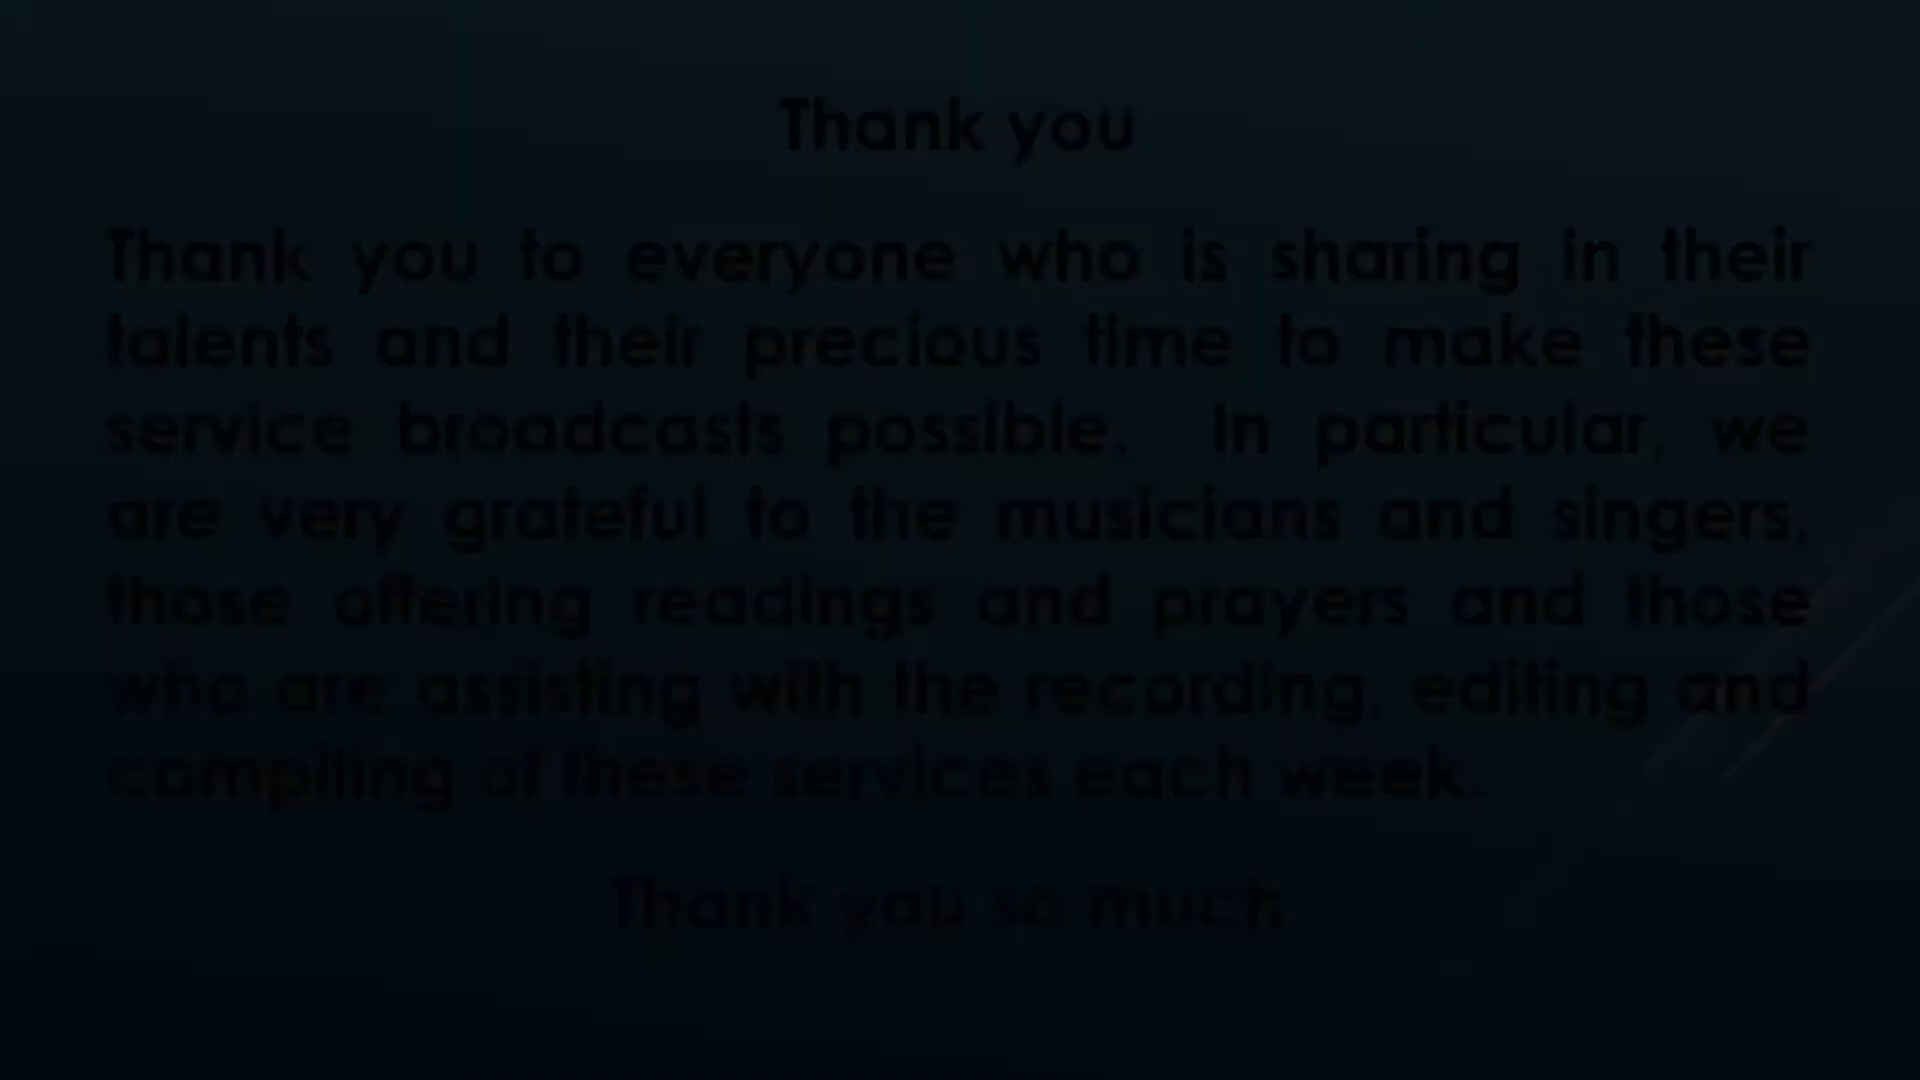 Thank you
Thank you to everyone who is sharing in their
talents and their precious time to make these
service broadcasts possible. In particular, we
are very grateful to the musicians and singers,
those offering readings and prayers and those
who are assisting with the recording, editing and
compiling of these services each week.
Thank you so much.